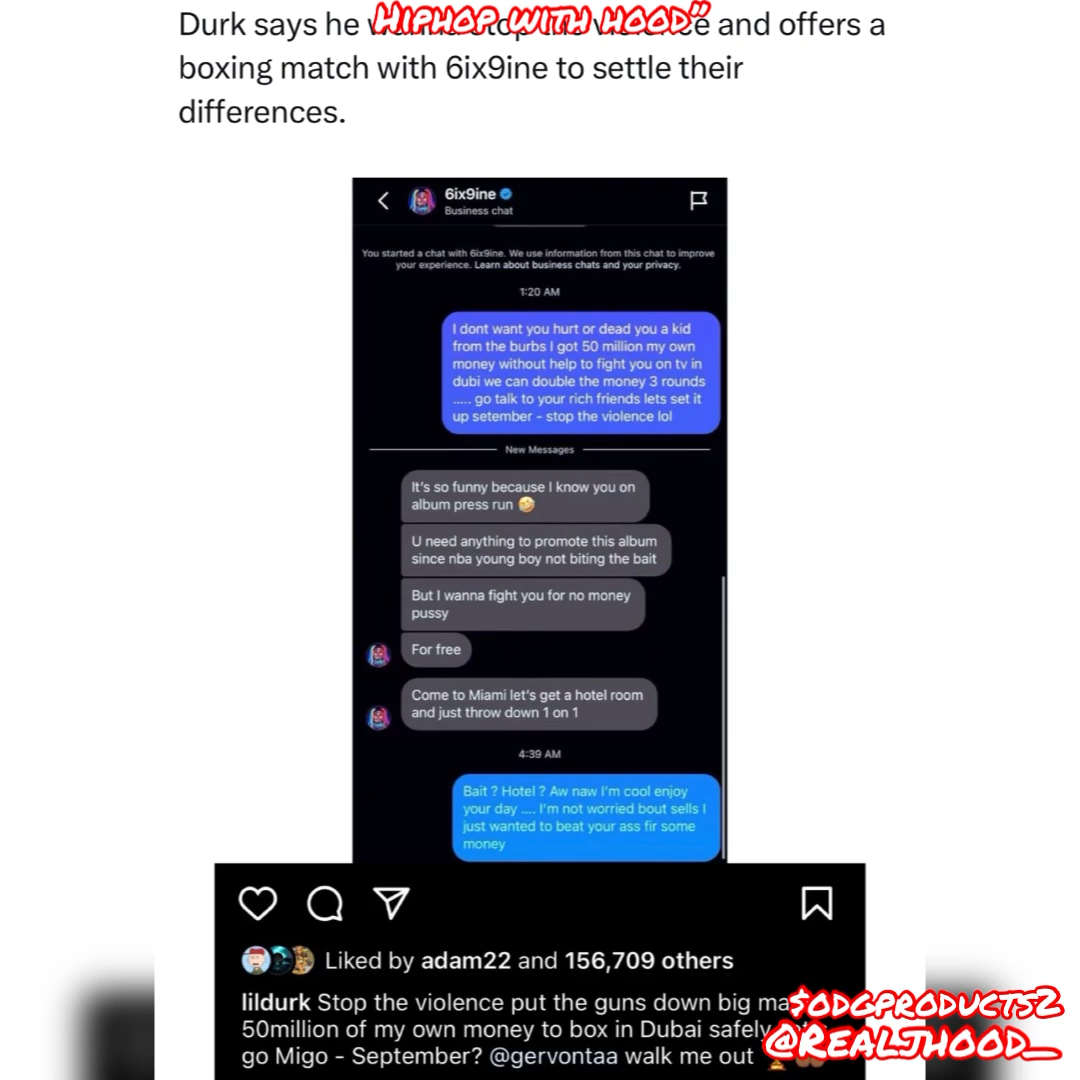 Hiphop with hood”
Durk says he and offers a
boxing match with 6ix9ine to settle their
differences.
6ix9ine
Business chat
You started a chat with 6ix9ine. We use information from this chat to improve
your experience. Learn about business chats and your privacy.
1:20 AM
I dont want you hurt or dead you a kid
from the burbs I got 50 million my own
money without help to fight you on tv in
dubi we can double the money 3 rounds
..... go talk to your rich friends lets set it
up setember - stop the violence lol
New Messages
It's so funny because I know you on
album press run 🤣
U need anything to promote this album
since nba young boy not biting the bait
But I wanna fight you for no money
pussy
For free
Come to Miami let's get a hotel room
and just throw down 1 on 1
4:39 AM
Bait ? Hotel ? Aw naw I'm cool enjoy
your day .... I'm not worried bout sells I
just wanted to beat your ass fir some
money
Liked by adam22 and 156,709 others
lildurk Stop the violence put the guns down big
$odgproducts2
50million of my own money to box in Dubai safely
@RealJhood_
go Migo - September? @gervontaa walk me out